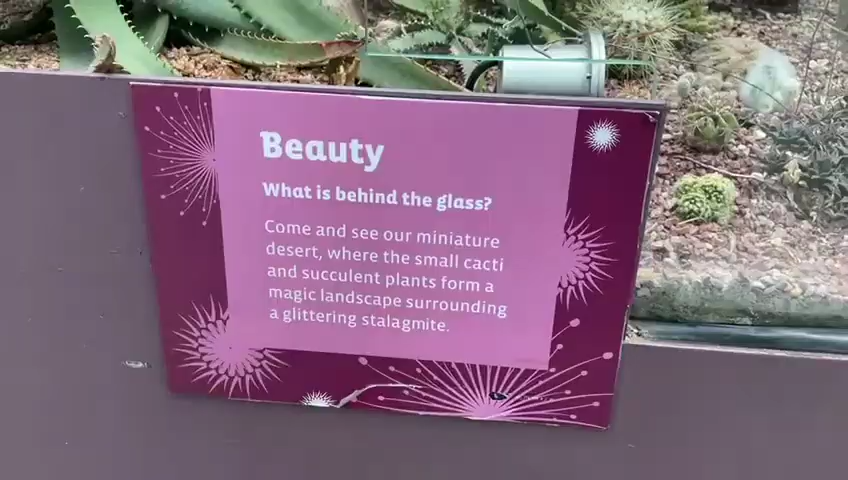 Beauty
What is behind the glass?
Come and see our miniature
desert, where the small cacti
and succulent plants form a
magic landscape surrounding
a glittering stalagmite.